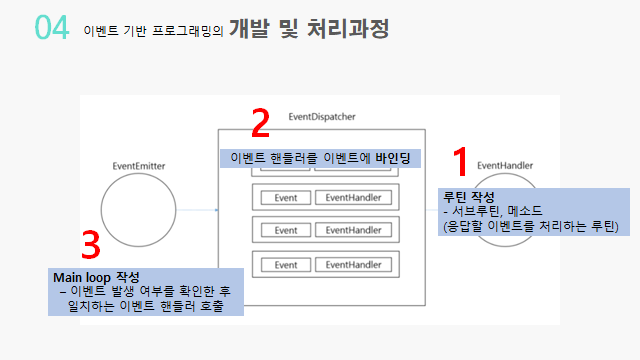 04 이벤트 기반 프로그래밍의 개발 및 처리과정
EventDispatcher
2
이벤트 핸들러를 이벤트에 바인딩
1
EventEmitter
EventHandler
Event EventHandler
루틴 작성
- 서브루틴, 메소드
(응답할 이벤트를 처리하는 루틴)
Event EventHandler
3
Event EventHandler
Main loop 작성
– 이벤트 발생 여부를 확인한 후
일치하는 이벤트 핸들러 호출